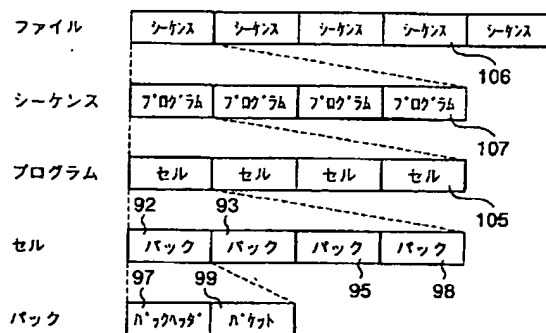 ファイル シーケンス シーケンス シーケンス シーケンス シーケンス
106
シーケンス プログラム プログラム プログラム プログラム
107
プログラム セル セル セル セル
105
92 93
セル パック パック パック パック
97 99 95 98
パック パックヘッダ パケット